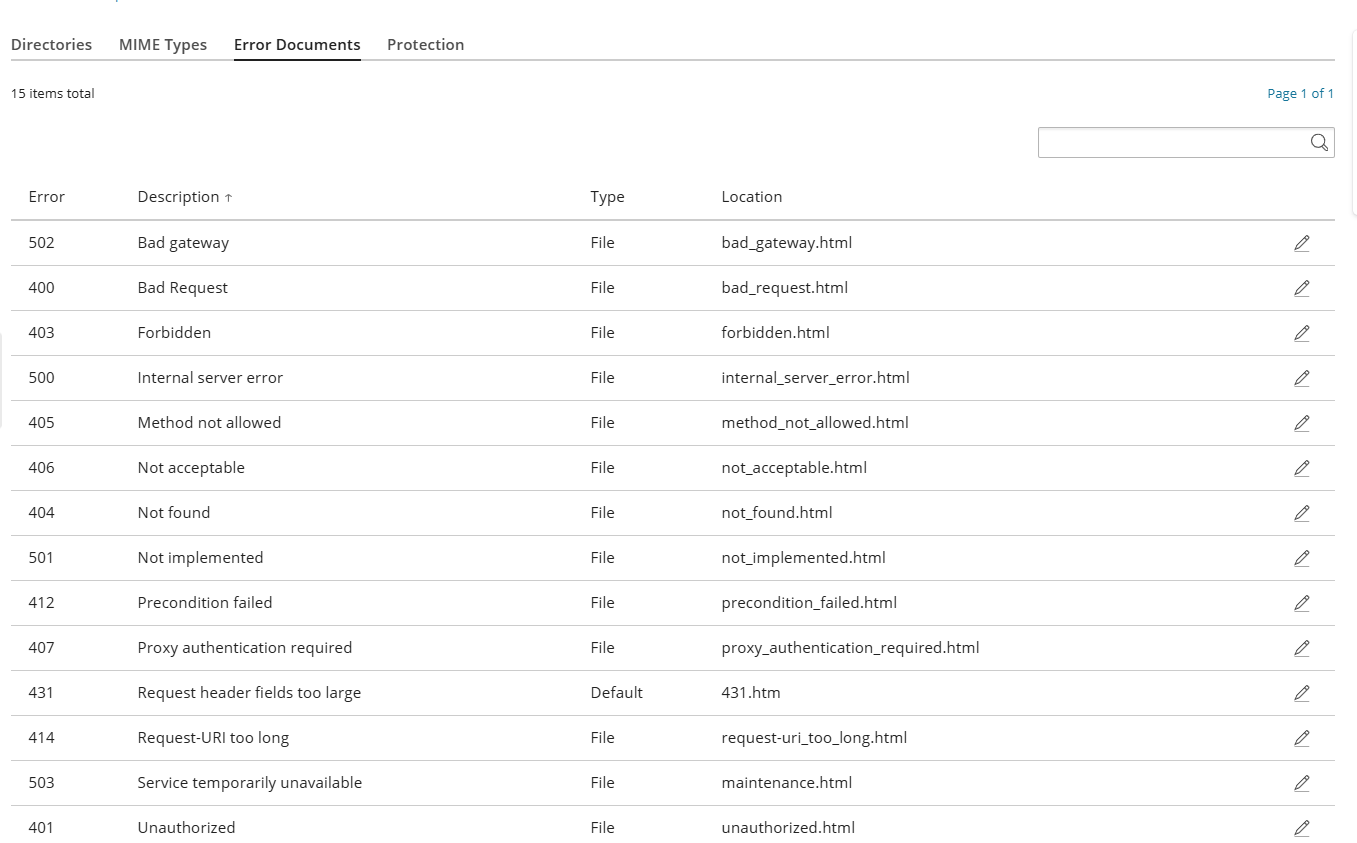 Directories MIME Types Error Documents Protection
15 items total Page 1 of 1
Error Description ↑ Type Location
502 Bad gateway File bad_gateway.html
400 Bad Request File bad_request.html
403 Forbidden File forbidden.html
500 Internal server error File internal_server_error.html
405 Method not allowed File method_not_allowed.html
406 Not acceptable File not_acceptable.html
404 Not found File not_found.html
501 Not implemented File not_implemented.html
412 Precondition failed File precondition_failed.html
407 Proxy authentication required File proxy_authentication_required.html
431 Request header fields too large Default 431.htm
414 Request-URI too long File request-uri_too_long.html
503 Service temporarily unavailable File maintenance.html
401 Unauthorized File unauthorized.html